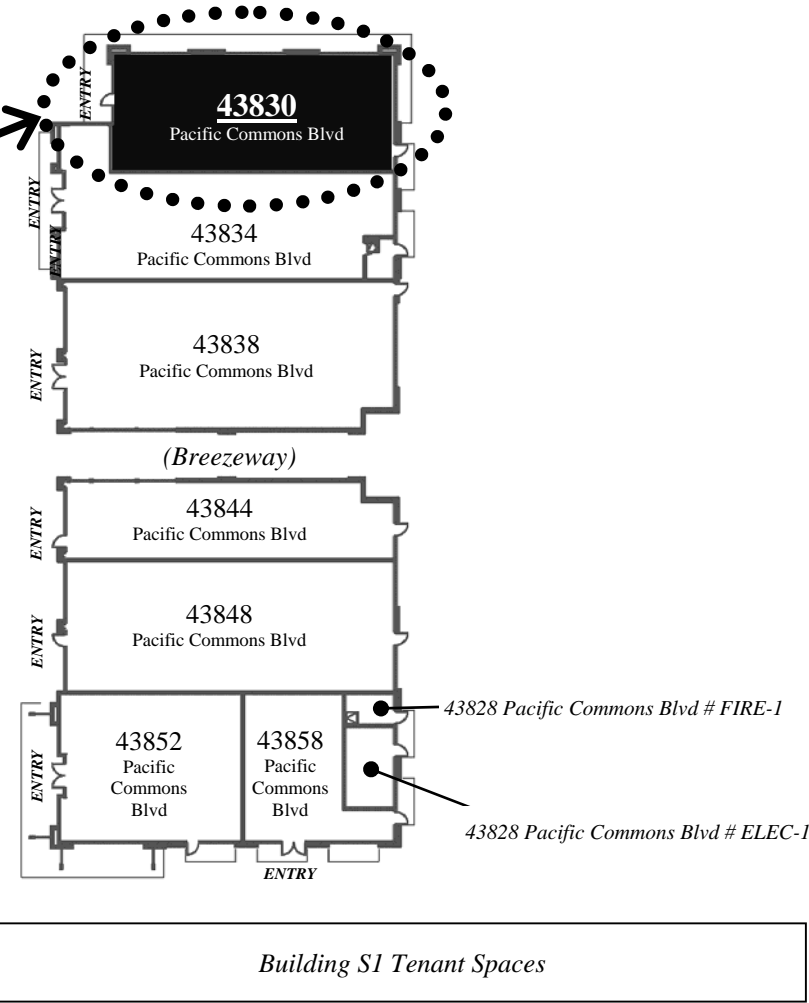 ENTRY
43830
Pacific Commons Blvd
ENTRY
ENTRY
43834
Pacific Commons Blvd
ENTRY
43838
Pacific Commons Blvd
(Breezeway)
ENTRY
43844
Pacific Commons Blvd
ENTRY
43848
Pacific Commons Blvd
43828 Pacific Commons Blvd # FIRE-1
ENTRY
43852
Pacific
Commons
Blvd
43858
Pacific
Commons
Blvd
43828 Pacific Commons Blvd # ELEC-1
ENTRY
Building S1 Tenant Spaces